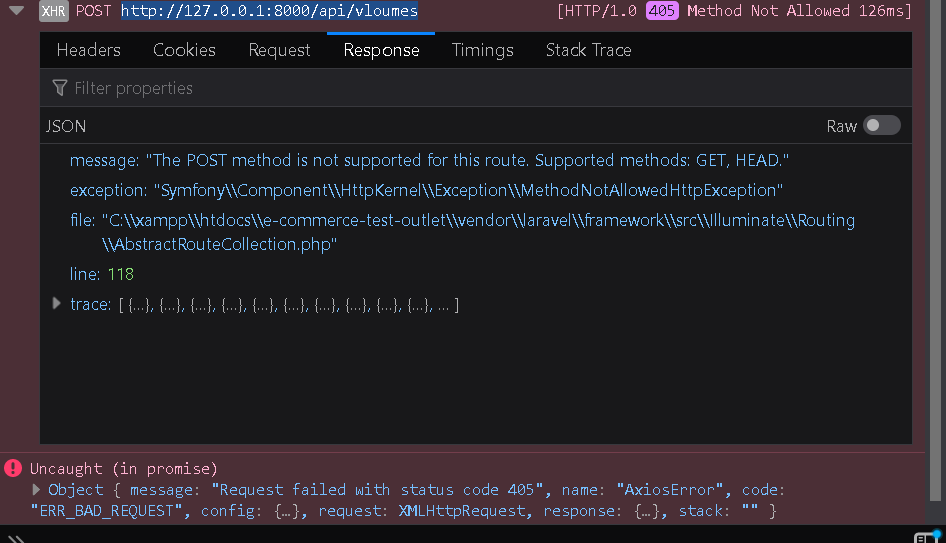 XHR POST http://127.0.0.1:8000/api/vloumes [HTTP/1.0 405 Method Not Allowed 126ms]
Headers Cookies Request Response Timings Stack Trace
Filter properties
JSON Raw
message: "The POST method is not supported for this route. Supported methods: GET, HEAD."
exception: "Symfony\\Component\\HttpKernel\\Exception\\MethodNotAllowedHttpException"
file: "C:\\xampp\\htdocs\\e-commerce-test-outlet\\vendor\\laravel\\framework\\src\\Illuminate\\Routing
\\AbstractRouteCollection.php"
line: 118
trace: [ {…}, {…}, {…}, {…}, {…}, {…}, {…}, {…}, {…}, {…}, … ]
Uncaught (in promise)
Object { message: "Request failed with status code 405", name: "AxiosError", code:
"ERR_BAD_REQUEST", config: {…}, request: XMLHttpRequest, response: {…}, stack: "" }